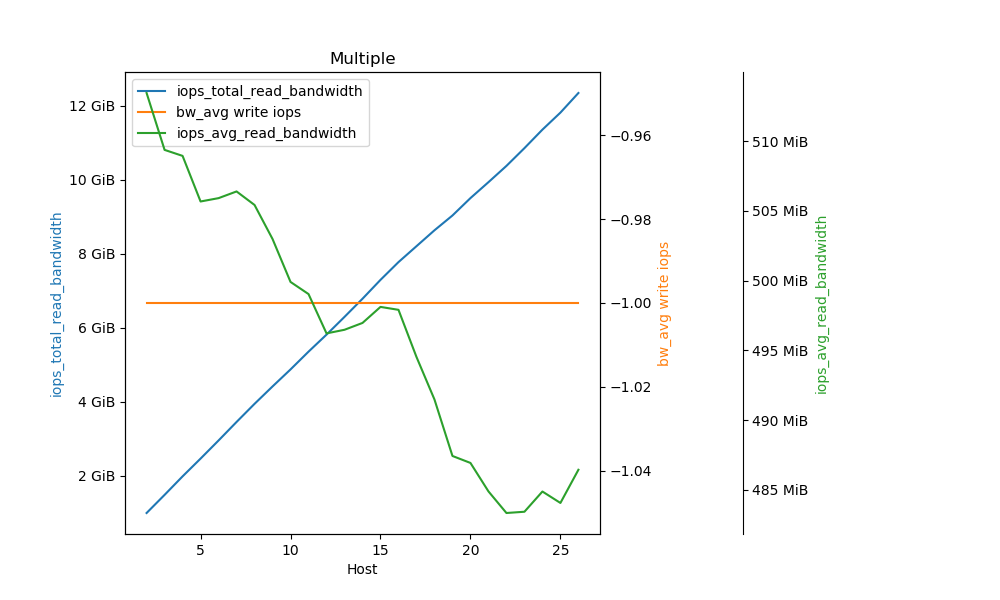 Multiple
iops_total_read_bandwidth
bw_avg write iops
iops_avg_read_bandwidth
12 GiB
10 GiB
8 GiB
6 GiB
4 GiB
2 GiB
iops_total_read_bandwidth
5
10
15
20
25
Host
−0.96
−0.98
−1.00
−1.02
−1.04
bw_avg write iops
510 MiB
505 MiB
500 MiB
495 MiB
490 MiB
485 MiB
iops_avg_read_bandwidth